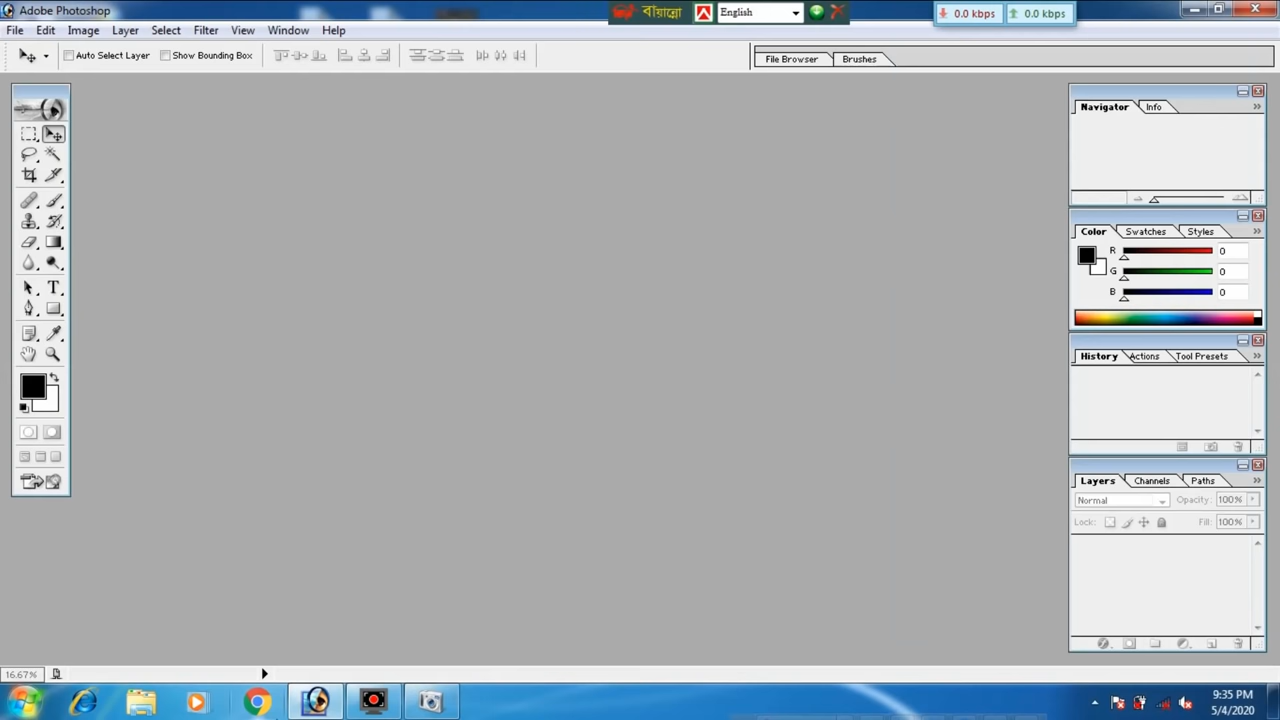 Adobe Photoshop
বায়ান্নো
English
0.0 kbps
0.0 kbps
File Edit Image Layer Select Filter View Window Help
Auto Select Layer Show Bounding Box
File Browser Brushes
Navigator Info
Color Swatches Styles
R 0
G 0
B 0
History Actions Tool Presets
Layers Channels Paths
Normal Opacity: 100%
Lock: Fill: 100%
T
16.67%
9:35 PM
5/4/2020